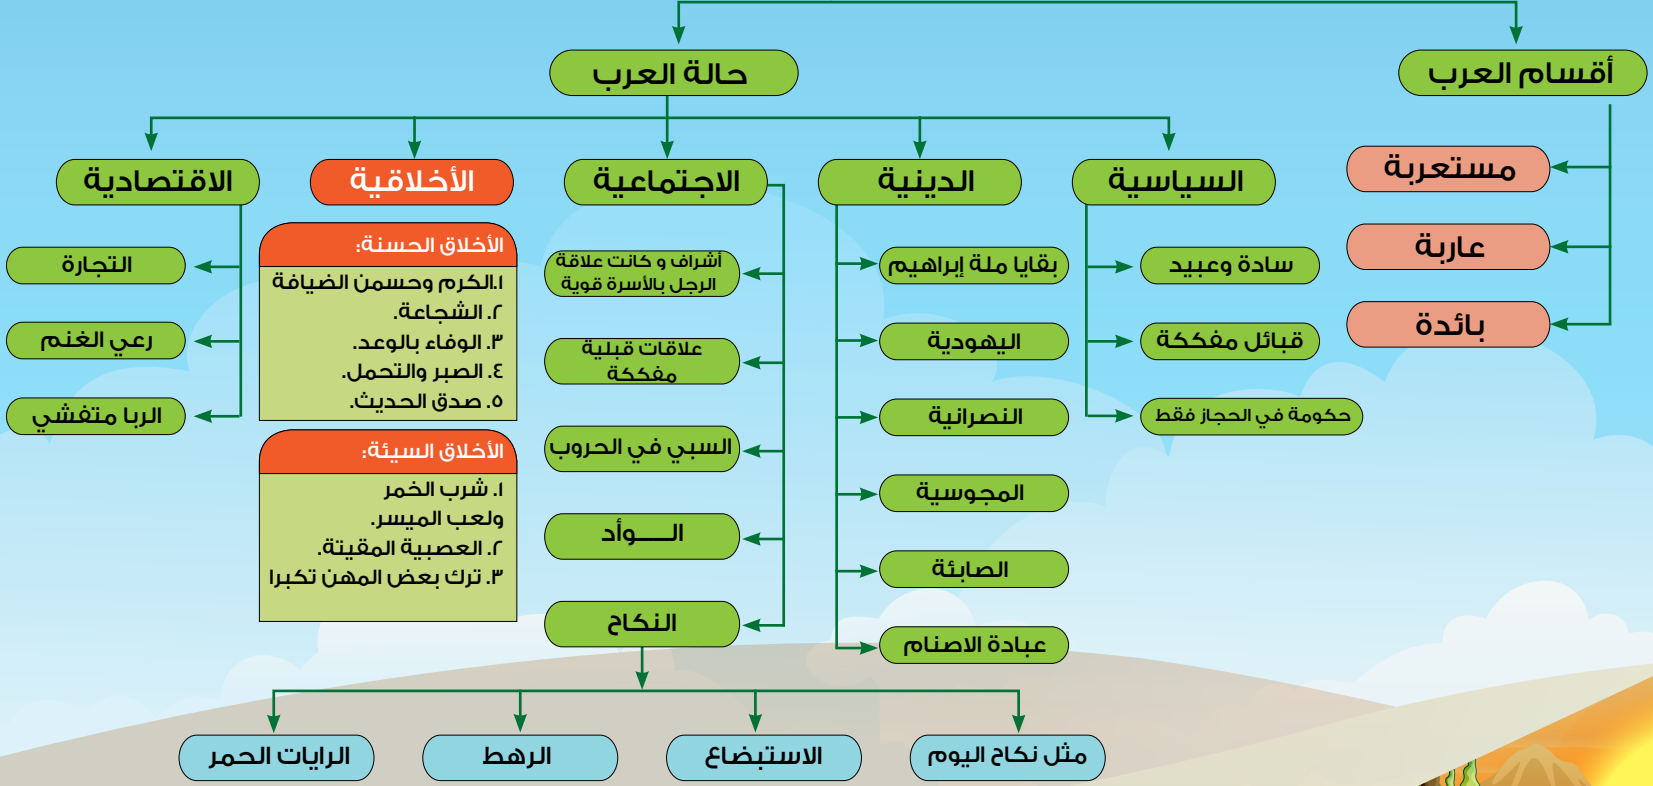 أقسام العرب
مستعربة
عاربة
بائدة
حالة العرب
السياسية
سادة وعبيد
قبائل مفككة
حكومة في الحجاز فقط
الدينية
بقايا ملة إبراهيم
اليهودية
النصرانية
المجوسية
الصابئة
عبادة الاصنام
الاجتماعية
أشراف و كانت علاقة
الرجل بالأسرة قوية
علاقات قبلية
مفككة
السبي في الحروب
الـــــوأد
النكاح
مثل نكاح اليوم
الاستبضاع
الرهط
الرايات الحمر
الأخلاقية
الأخلاق الحسنة:
١.الكرم وحسمن الضيافة
٢. الشجاعة.
٣. الوفاء بالوعد.
٤. الصبر والتحمل.
٥. صدق الحديث.
الأخلاق السيئة:
١. شرب الخمر
ولعب الميسر.
٢. العصبية المقيتة.
٣. ترك بعض المهن تكبرا
الاقتصادية
التجارة
رعي الغنم
الربا متفشي